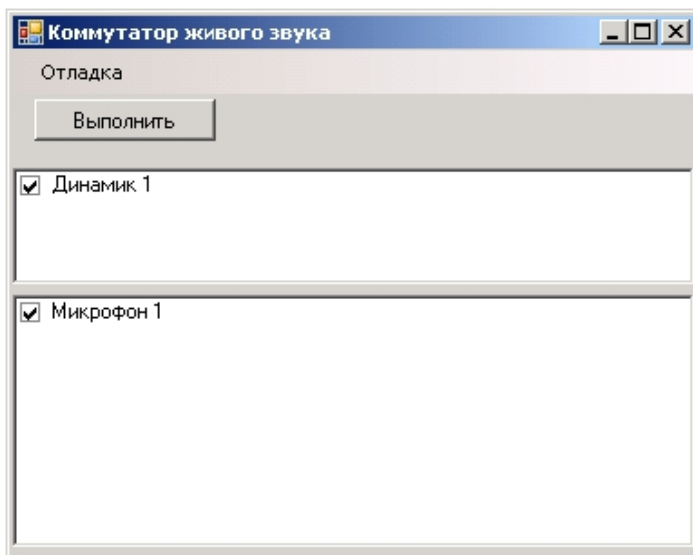 Коммутатор живого звука
Отладка
Выполнить
Динамик 1
Микрофон 1